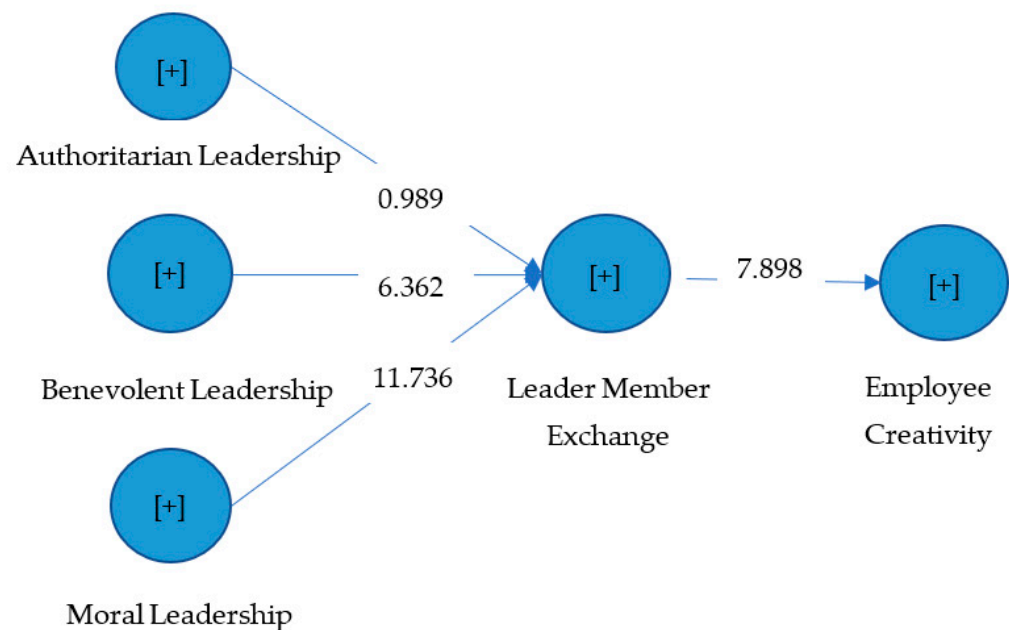 [+]
Authoritarian Leadership
0.989
[+]
Benevolent Leadership
6.362
[+]
Moral Leadership
11.736
[+]
Leader Member
Exchange
7.898
[+]
Employee
Creativity